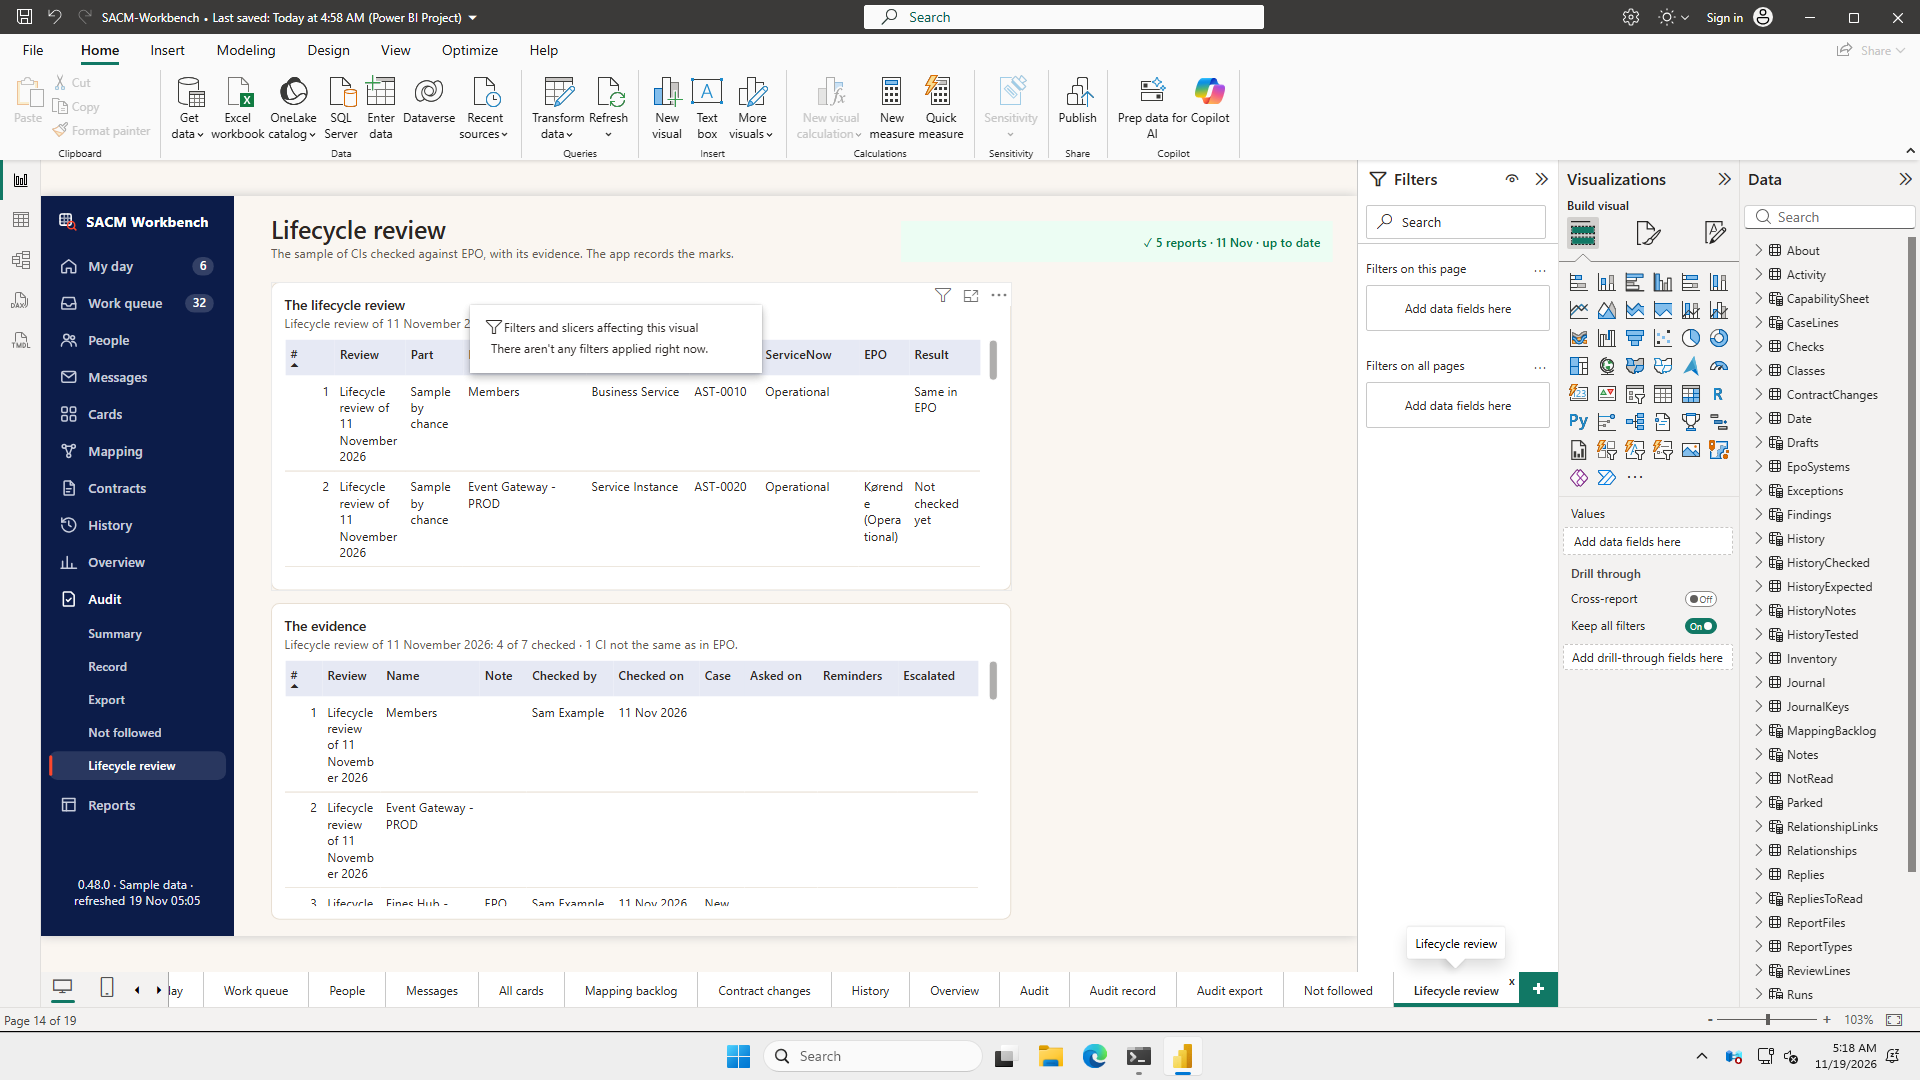 SACM-Workbench • Last saved: Today at 4:58 AM (Power BI Project)
Search
Sign in
File
Home
Insert
Modeling
Design
View
Optimize
Help
Share
Paste
Cut
Copy
Format painter
Clipboard
Get data
Excel workbook
OneLake catalog
SQL Server
Enter data
Dataverse
Recent sources
Data
Transform data
Refresh
Queries
New visual
Text box
More visuals
Insert
New visual calculation
New measure
Quick measure
Calculations
Sensitivity
Sensitivity
Publish
Share
Prep data for AI
Copilot
Copilot
DAX
TMDL
SACM Workbench
My day 6
Work queue 32
People
Messages
Cards
Mapping
Contracts
History
Overview
Audit
Summary
Record
Export
Not followed
Lifecycle review
Reports
0.48.0 · Sample data ·
refreshed 19 Nov 05:05
Lifecycle review
The sample of CIs checked against EPO, with its evidence. The app records the marks.
✓ 5 reports · 11 Nov · up to date
The lifecycle review
Lifecycle review of 11 November 2
Filters and slicers affecting this visual
There aren't any filters applied right now.
# Review Part ServiceNow EPO Result
1 Lifecycle review of 11 November 2026 Sample by chance Members Business Service AST-0010 Operational Same in EPO
2 Lifecycle review of 11 November 2026 Sample by chance Event Gateway - PROD Service Instance AST-0020 Operational Kørende (Operational) Not checked yet
The evidence
Lifecycle review of 11 November 2026: 4 of 7 checked · 1 CI not the same as in EPO.
# Review Name Note Checked by Checked on Case Asked on Reminders Escalated
1 Lifecycle review of 11 November 2026 Members Sam Example 11 Nov 2026
2 Lifecycle review of 11 November 2026 Event Gateway - PROD
3 Lifecycle Fines Hub - EPO Sam Example 11 Nov 2026 New
Filters
Search
Filters on this page
Add data fields here
Filters on all pages
Add data fields here
Lifecycle review
Visualizations
Build visual
123
R
Py
Values
Add data fields here
Drill through
Cross-report Off
Keep all filters On
Add drill-through fields here
Data
Search
About
Activity
CapabilitySheet
CaseLines
Checks
Classes
ContractChanges
Date
Drafts
EpoSystems
Exceptions
Findings
History
HistoryChecked
HistoryExpected
HistoryNotes
HistoryTested
Inventory
Journal
JournalKeys
MappingBacklog
Notes
NotRead
Parked
RelationshipLinks
Relationships
Replies
RepliesToRead
ReportFiles
ReportTypes
ReviewLines
Runs
lay
Work queue
People
Messages
All cards
Mapping backlog
Contract changes
History
Overview
Audit
Audit record
Audit export
Not followed
Lifecycle review
x
+
Page 14 of 19
- + 103%
Search
5:18 AM
11/19/2026